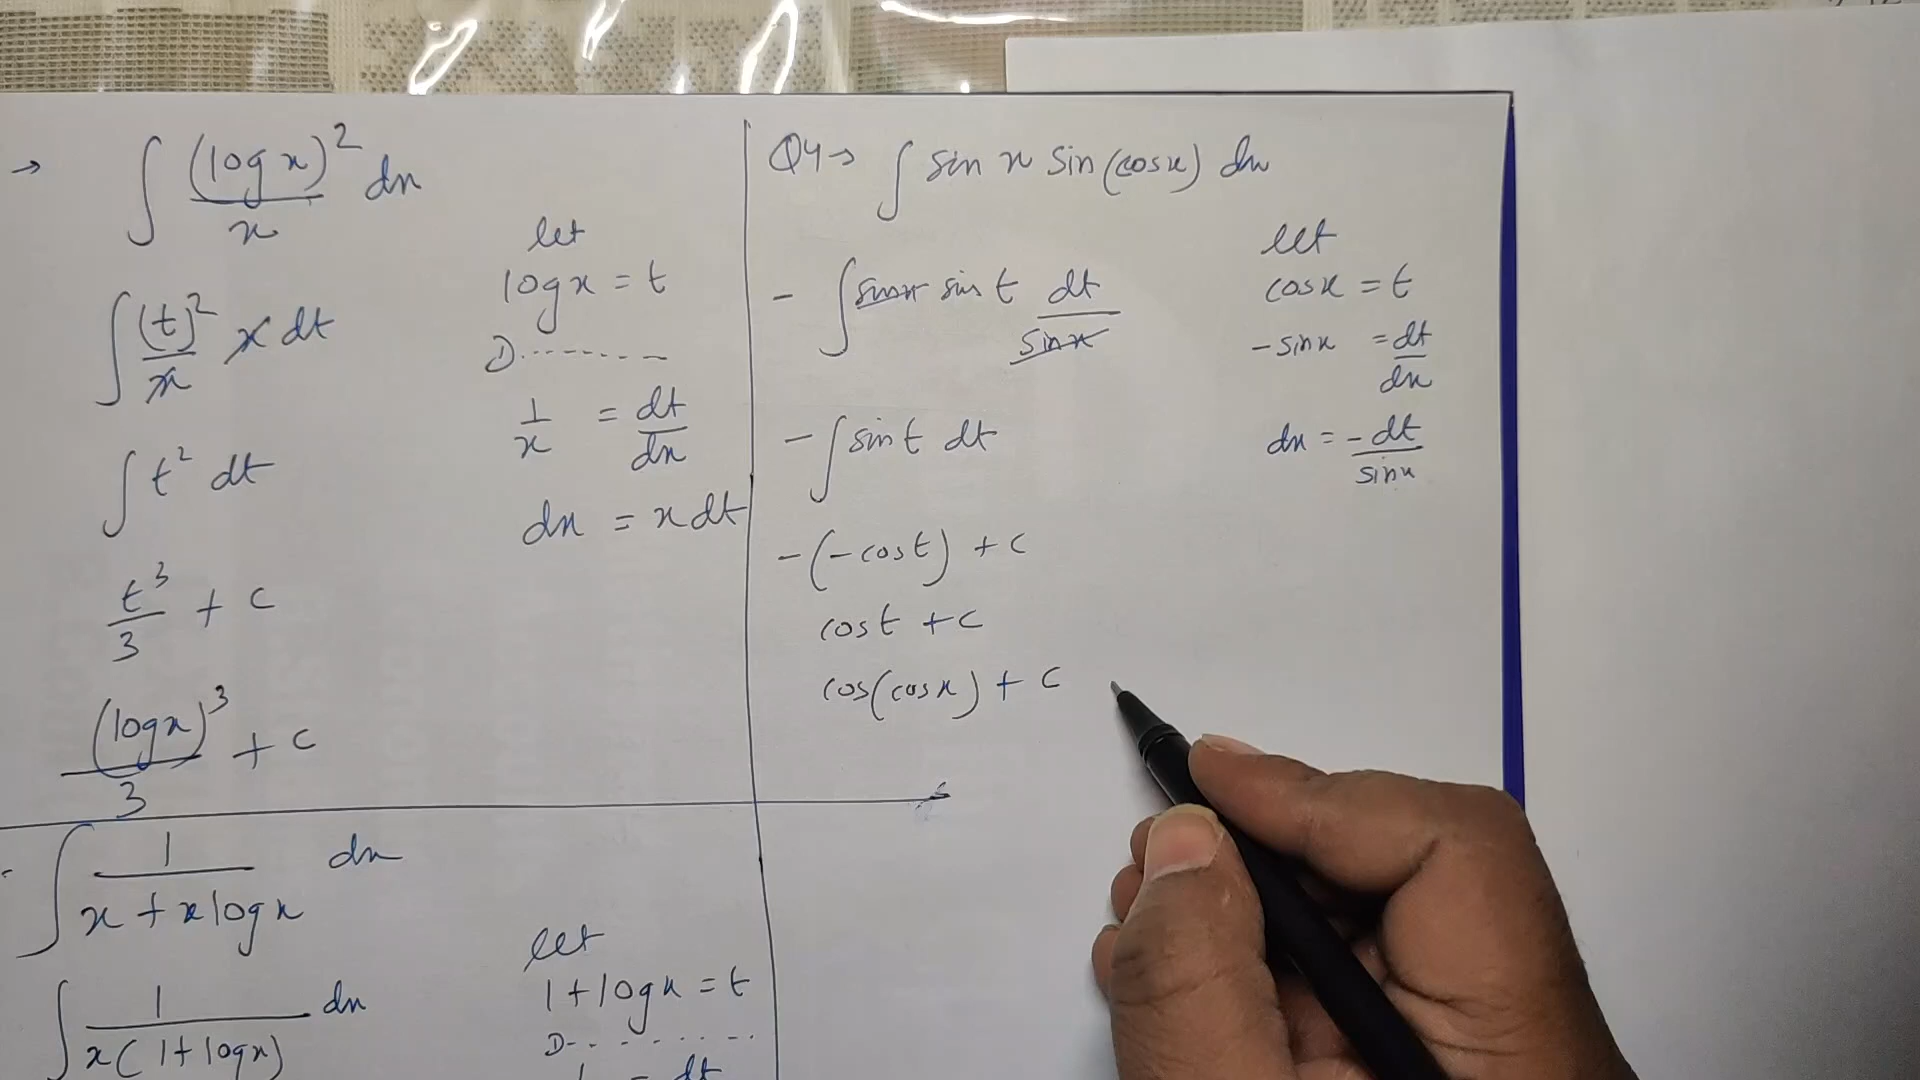 → ∫ (log x)² / x dx
let
log x = t
∫ (t)² / x x dt
D - - - - - - -
1/x = dt/dx
∫ t² dt
dx = x dt
t³/3 + c
(log x)³ / 3 + c
∫ 1 / (x + x log x) dx
let
∫ 1 / (x(1 + log x)) dx
1 + log x = t
D - - - - - - -
Q4→ ∫ sin x sin(cos x) dx
let
cos x = t
- ∫ sin x sin t dt / sin x
- sin x = dt/dx
- ∫ sin t dt
dx = - dt / sin x
- (- cos t) + c
cos t + c
cos(cos x) + c